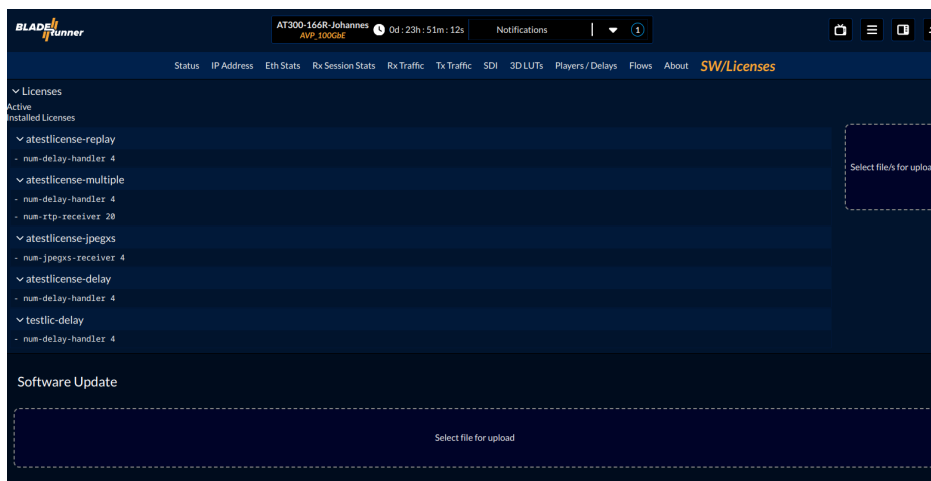 BLADE
runner
AT300-166R-Johannes
AVP_100GbE
0d : 23h : 51m : 12s
Notifications
1
Status IP Address Eth Stats Rx Session Stats Rx Traffic Tx Traffic SDI 3D LUTs Players / Delays Flows About SW/Licenses
Licenses
Active
Installed Licenses
atestlicense-replay
- num-delay-handler 4
atestlicense-multiple
- num-delay-handler 4
- num-rtp-receiver 20
atestlicense-jpegxs
- num-jpegxs-receiver 4
atestlicense-delay
- num-delay-handler 4
testlic-delay
- num-delay-handler 4
Select file/s for uploa
Software Update
Select file for upload